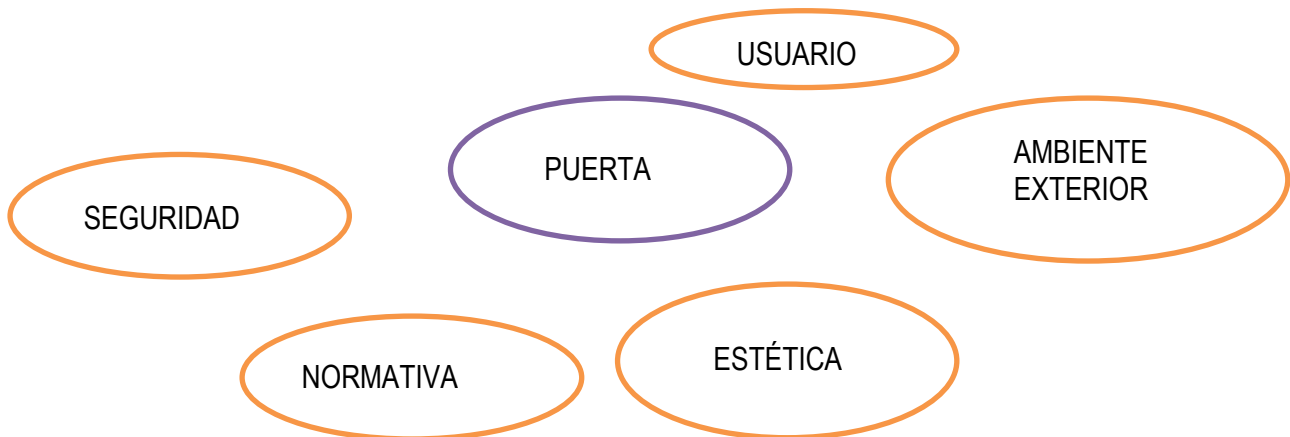 USUARIO
PUERTA
AMBIENTE
EXTERIOR
SEGURIDAD
ESTÉTICA
NORMATIVA